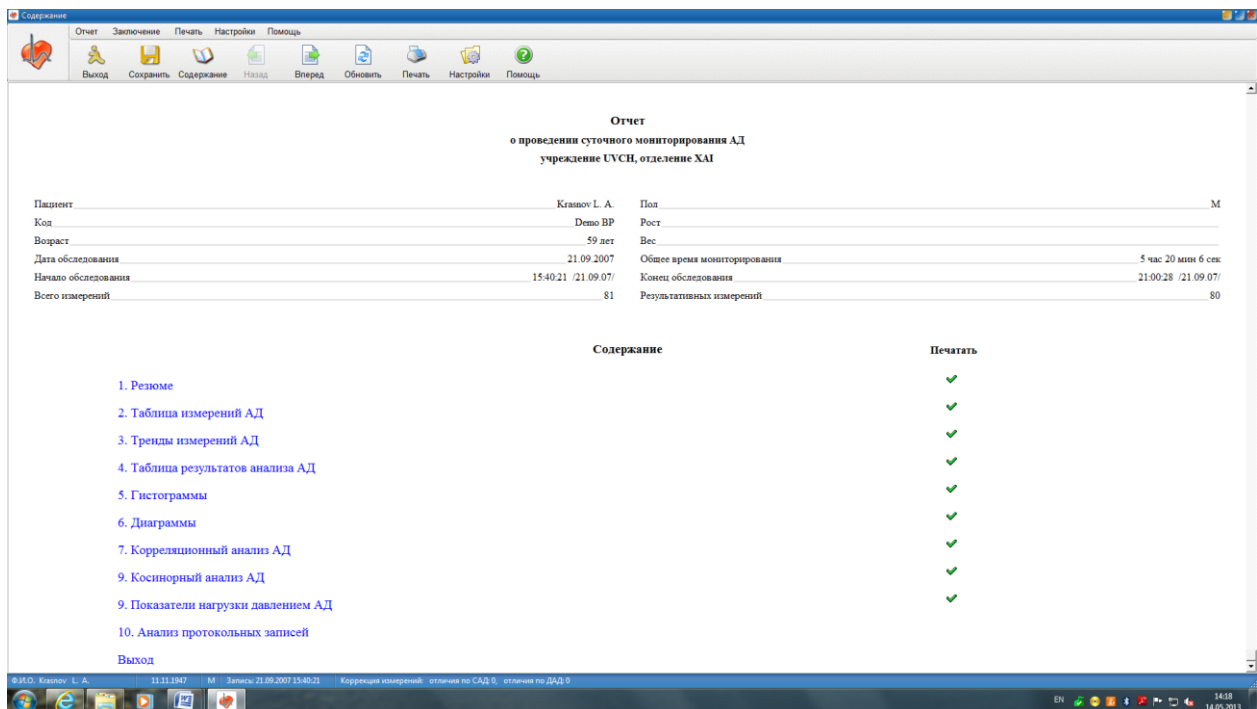 Содержание
Отчет Заключение Печать Настройки Помощь
Выход Сохранить Содержание Назад Вперед Обновить Печать Настройки Помощь
Отчет
о проведении суточного мониторирования АД
учреждение UVCH, отделение XAI
Пациент Krasnov L. A. Пол М
Код Demo BP Рост
Возраст 59 лет Вес
Дата обследования 21.09.2007 Общее время мониторирования 5 час 20 мин 6 сек
Начало обследования 15:40:21 /21.09.07/ Конец обследования 21:00:28 /21.09.07/
Всего измерений 81 Результативных измерений 80
Содержание Печатать
1. Резюме
2. Таблица измерений АД
3. Тренды измерений АД
4. Таблица результатов анализа АД
5. Гистограммы
6. Диаграммы
7. Корреляционный анализ АД
9. Косинорный анализ АД
9. Показатели нагрузки давлением АД
10. Анализ протокольных записей
Выход
Ф.И.О. Krasnov L. A. 11.11.1947 М Запись: 21.09.2007 15:40:21 Коррекция измерений: отличия по САД: 0, отличия по ДАД: 0
EN 14:18
14.05.2013